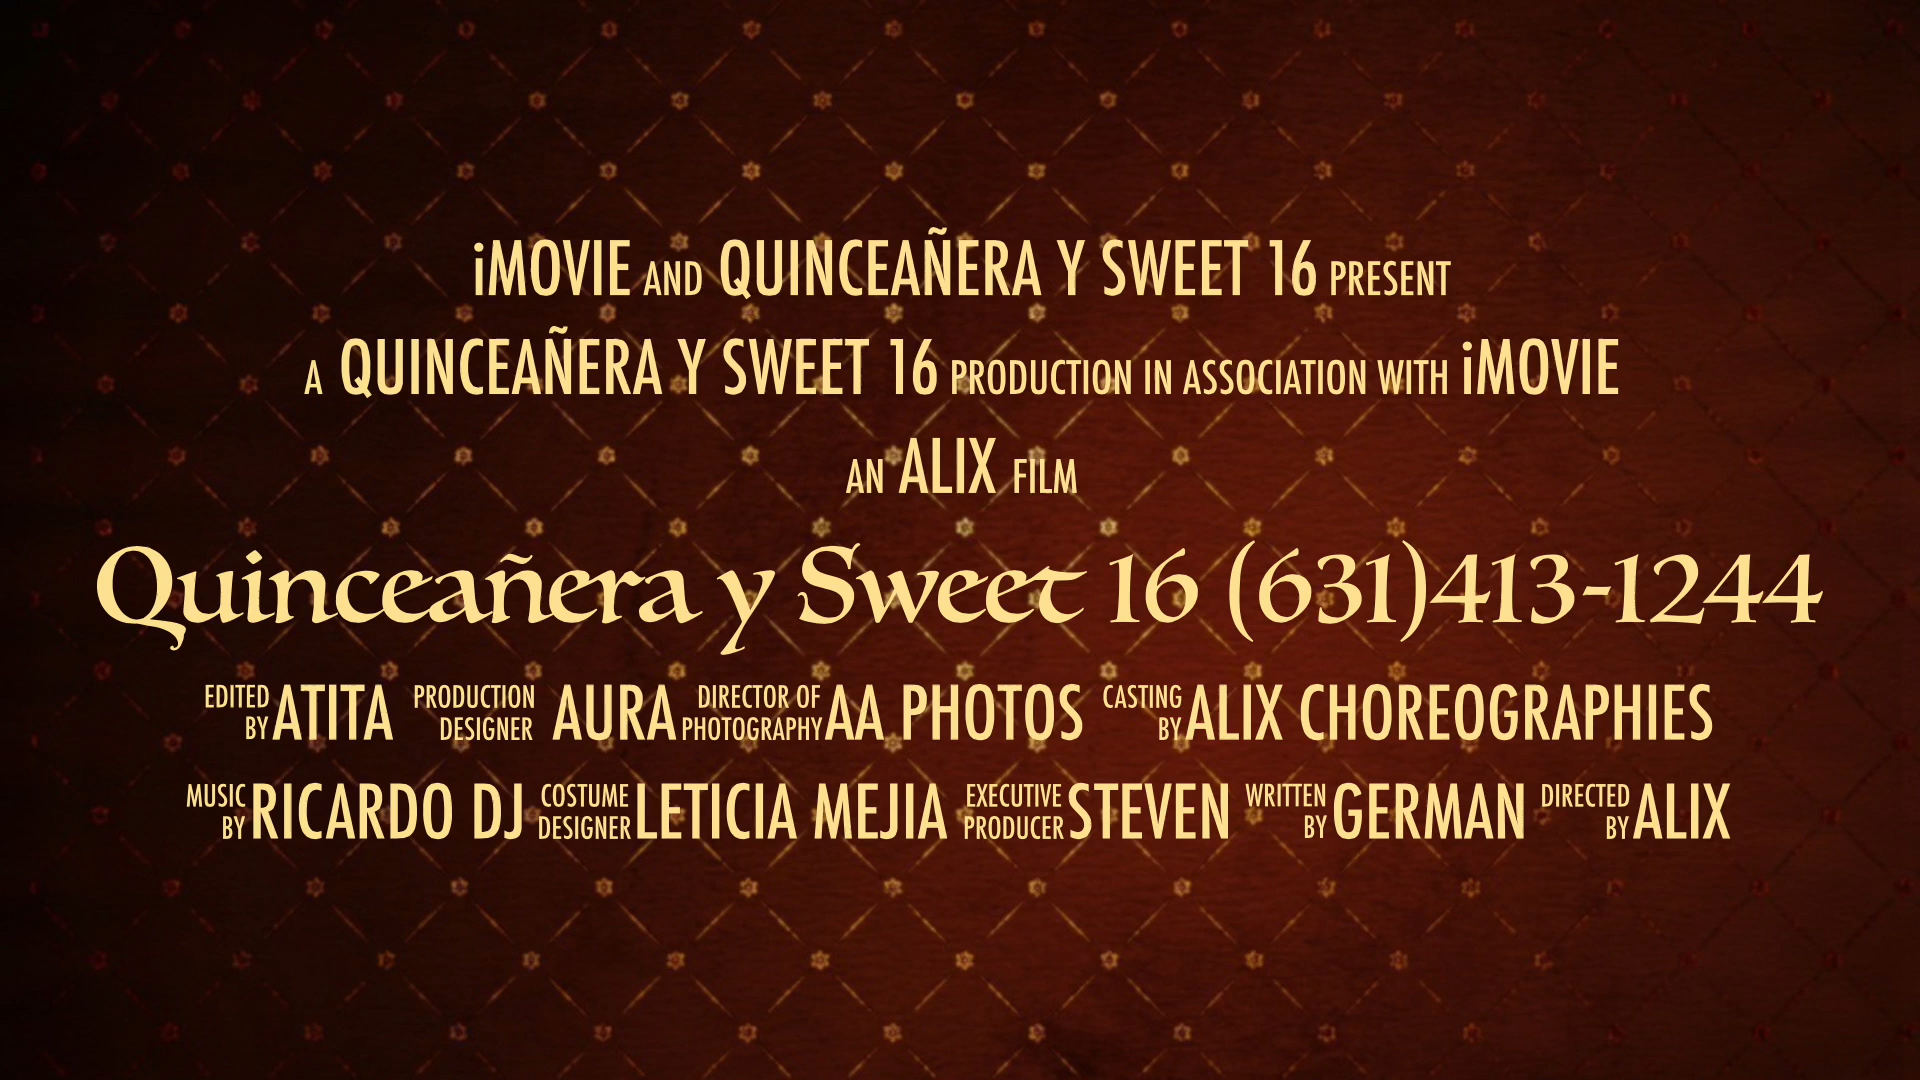 iMOVIE AND QUINCEAÑERA Y SWEET 16 PRESENT
A QUINCEAÑERA Y SWEET 16 PRODUCTION IN ASSOCIATION WITH iMOVIE
AN ALIX FILM
Quinceañera y Sweet 16 (631)413-1244
EDITED BY ATITA PRODUCTION DESIGNER AURA DIRECTOR OF PHOTOGRAPHY AA PHOTOS CASTING BY ALIX CHOREOGRAPHIES
MUSIC BY RICARDO DJ COSTUME DESIGNER LETICIA MEJIA EXECUTIVE PRODUCER STEVEN WRITTEN BY GERMAN DIRECTED BY ALIX